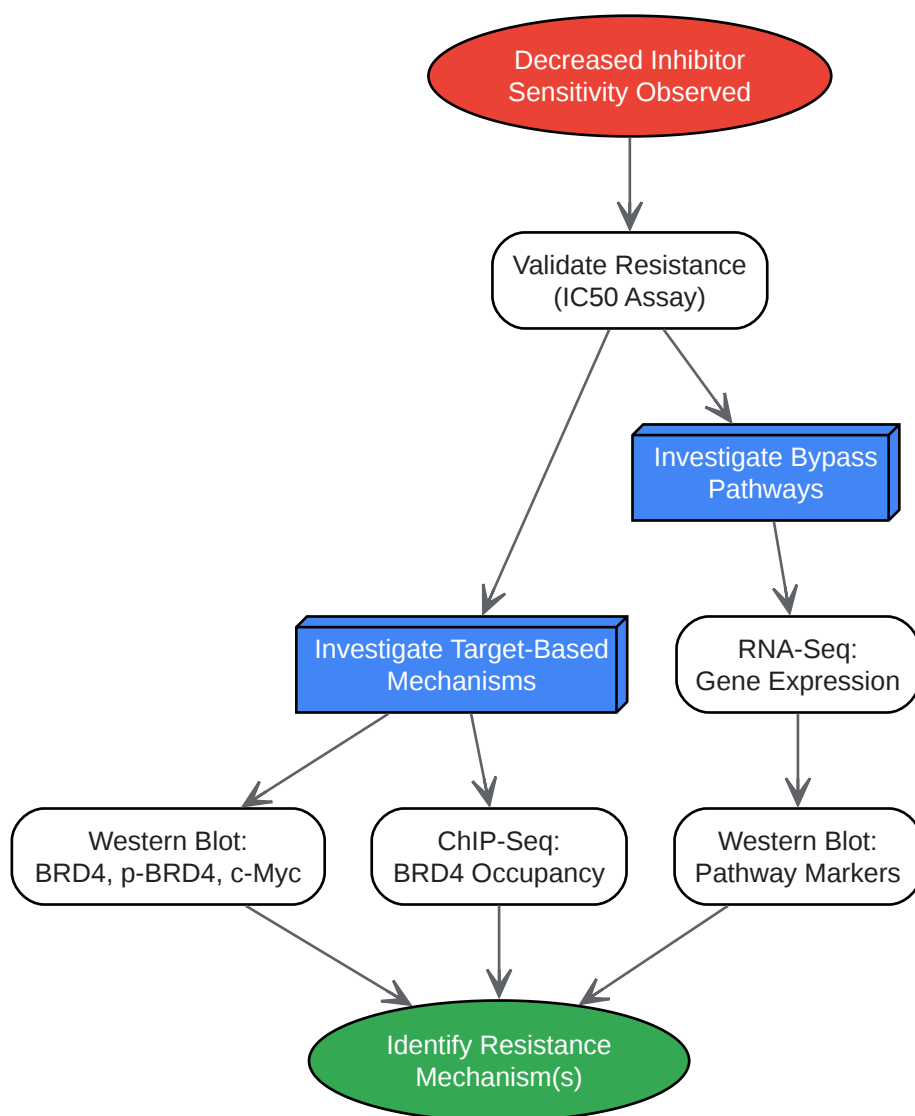 Decreased Inhibitor
Sensitivity Observed
Validate Resistance
(IC50 Assay)
Investigate Bypass
Pathways
Investigate Target-Based
Mechanisms
RNA-Seq:
Gene Expression
Western Blot:
BRD4, p-BRD4, c-Myc
ChIP-Seq:
BRD4 Occupancy
Western Blot:
Pathway Markers
Identify Resistance
Mechanism(s)